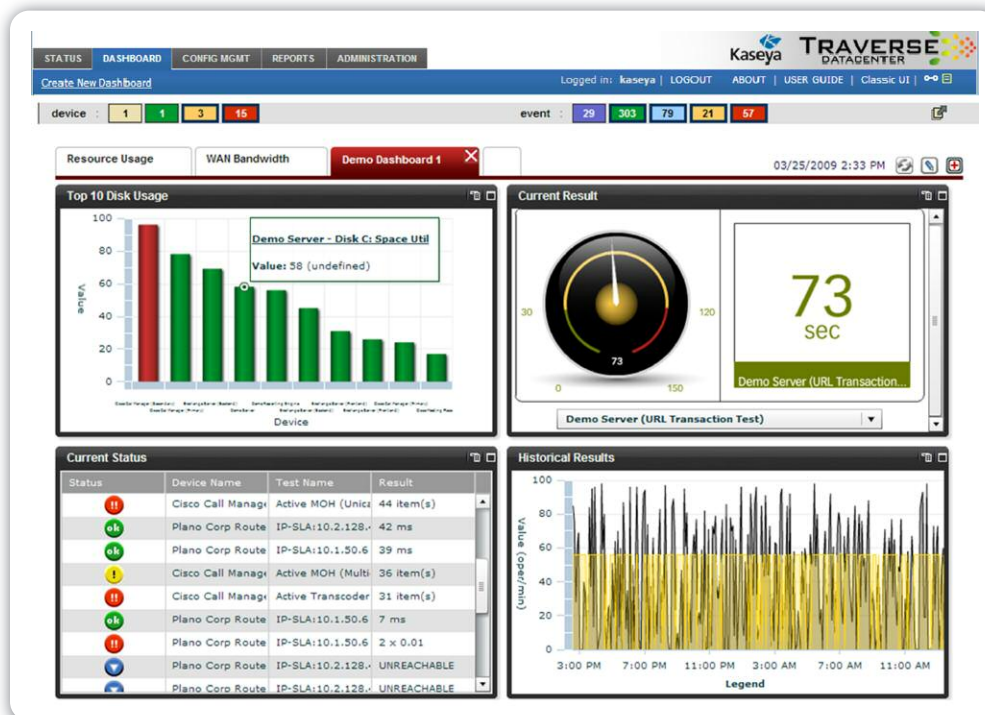 Kaseya TRAVERSE
DATACENTER
STATUS DASHBOARD CONFIG MGMT REPORTS ADMINISTRATION
Create New Dashboard Logged in: kaseya | LOGOUT ABOUT | USER GUIDE | Classic UI |
device : 1 1 3 15 event : 29 303 79 21 57
Resource Usage WAN Bandwidth Demo Dashboard 1 03/25/2009 2:33 PM
Top 10 Disk Usage
100
80
60
40
20
0
Value
Demo Server - Disk C: Space Util
Value: 58 (undefined)
Device
Current Result
30 120
73
0 150
73
sec
Demo Server (URL Transaction...
Demo Server (URL Transaction Test)
Current Status
Status Device Name Test Name Result
!! Cisco Call Manage Active MOH (Unica 44 item(s)
ok Plano Corp Route IP-SLA:10.2.128. 42 ms
ok Plano Corp Route IP-SLA:10.1.50.6 39 ms
! Cisco Call Manage Active MOH (Multi 36 item(s)
!! Cisco Call Manage Active Transcoder 31 item(s)
ok Plano Corp Route IP-SLA:10.1.50.6 7 ms
!! Plano Corp Route IP-SLA:10.1.50.6 2 x 0.01
Plano Corp Route IP-SLA:10.2.128. UNREACHABLE
Plano Corp Route IP-SLA:10.2.128. UNREACHABLE
Historical Results
100
80
60
40
20
0
Value (oper/min)
3:00 PM 7:00 PM 11:00 PM 3:00 AM 7:00 AM 11:00 AM
Legend